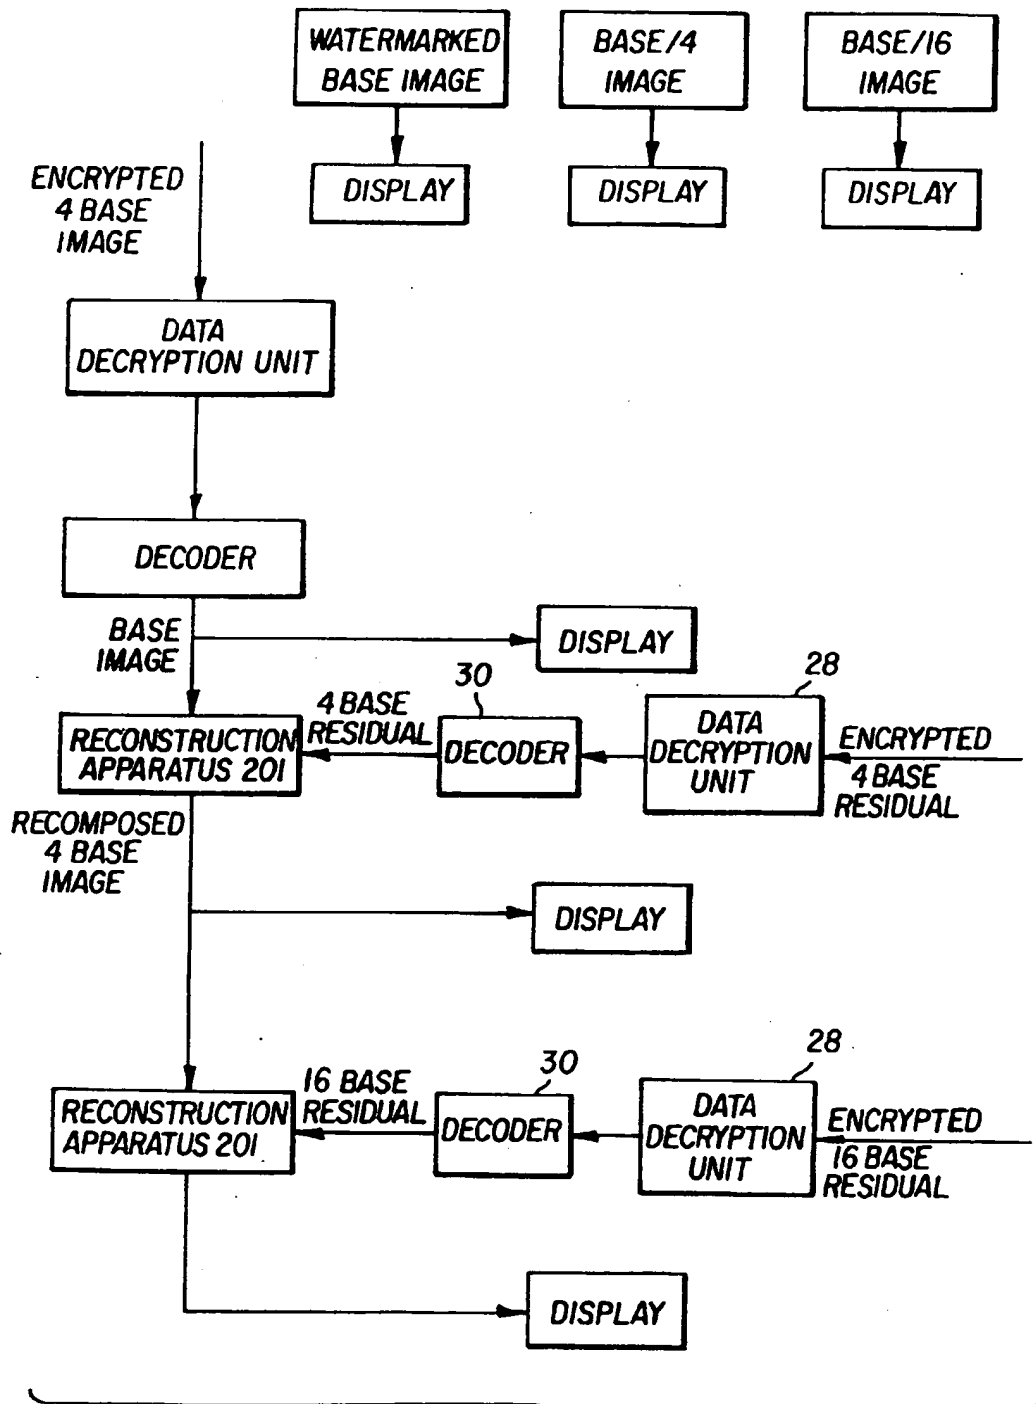 WATERMARKED
BASE IMAGE
BASE/4
IMAGE
BASE/16
IMAGE
DISPLAY
DISPLAY
DISPLAY
ENCRYPTED
4 BASE
IMAGE
DATA
DECRYPTION UNIT
DECODER
BASE
IMAGE
DISPLAY
RECONSTRUCTION
APPARATUS 201
4 BASE
RESIDUAL
30
DECODER
28
DATA
DECRYPTION
UNIT
ENCRYPTED
4 BASE
RESIDUAL
RECOMPOSED
4 BASE
IMAGE
DISPLAY
RECONSTRUCTION
APPARATUS 201
16 BASE
RESIDUAL
30
DECODER
28
DATA
DECRYPTION
UNIT
ENCRYPTED
16 BASE
RESIDUAL
DISPLAY